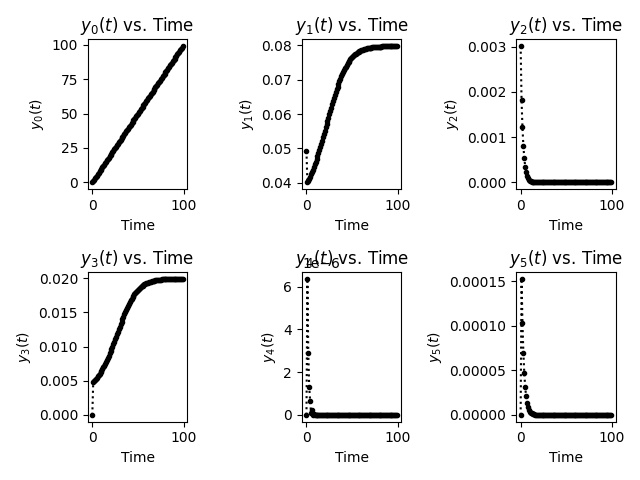 y₀(t) vs. Time
100
75
50
25
0
y₀(t)
0
100
Time
y₁(t) vs. Time
0.08
0.07
0.06
0.05
0.04
y₁(t)
0
100
Time
y₂(t) vs. Time
0.003
0.002
0.001
0.000
y₂(t)
0
100
Time
y₃(t) vs. Time
0.020
0.015
0.010
0.005
0.000
y₃(t)
0
100
Time
y₄(t) vs. Time
1e−6
6
4
2
0
y₄(t)
0
100
Time
y₅(t) vs. Time
0.00015
0.00010
0.00005
0.00000
y₅(t)
0
100
Time